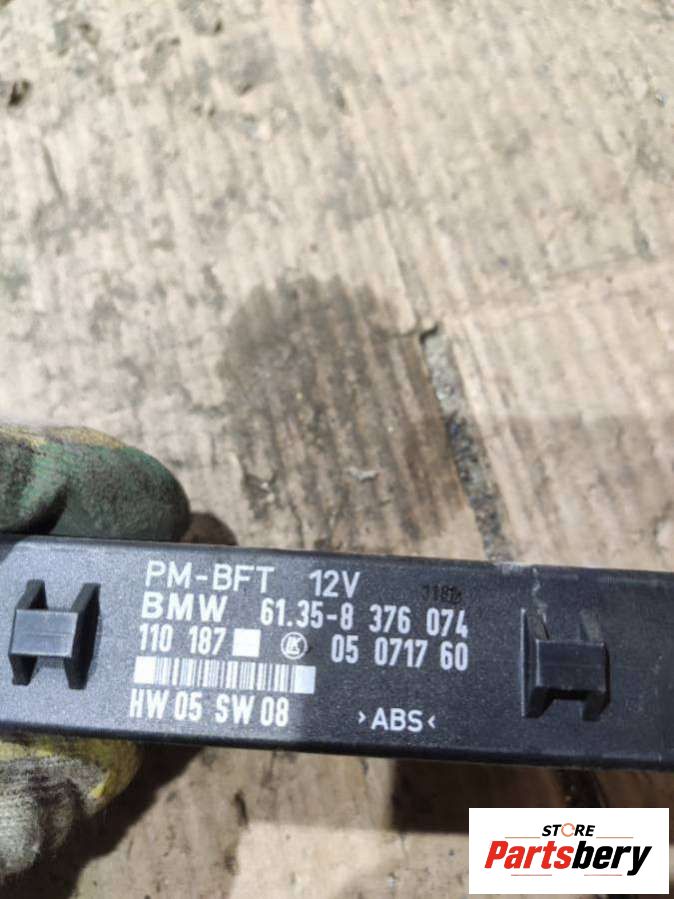 PM-BFT 12V
BMW 61.35-8 376 074
110 187 LK 05 0717 60
HW 05 SW 08 >ABS<
STORE
Partsbery